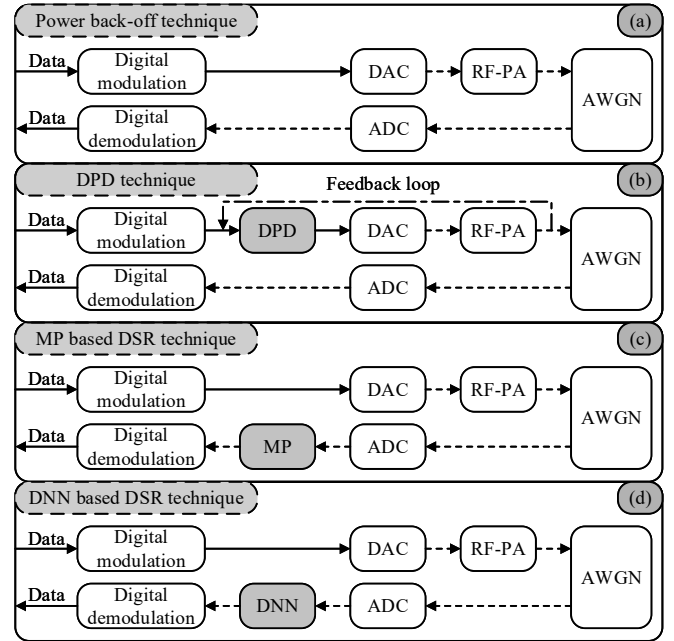 Power back-off technique
(a)
Data
Digital
modulation
DAC
RF-PA
AWGN
Data
Digital
demodulation
ADC
DPD technique
(b)
Feedback loop
Data
Digital
modulation
DPD
DAC
RF-PA
AWGN
Data
Digital
demodulation
ADC
MP based DSR technique
(c)
Data
Digital
modulation
DAC
RF-PA
AWGN
Data
Digital
demodulation
MP
ADC
DNN based DSR technique
(d)
Data
Digital
modulation
DAC
RF-PA
AWGN
Data
Digital
demodulation
DNN
ADC